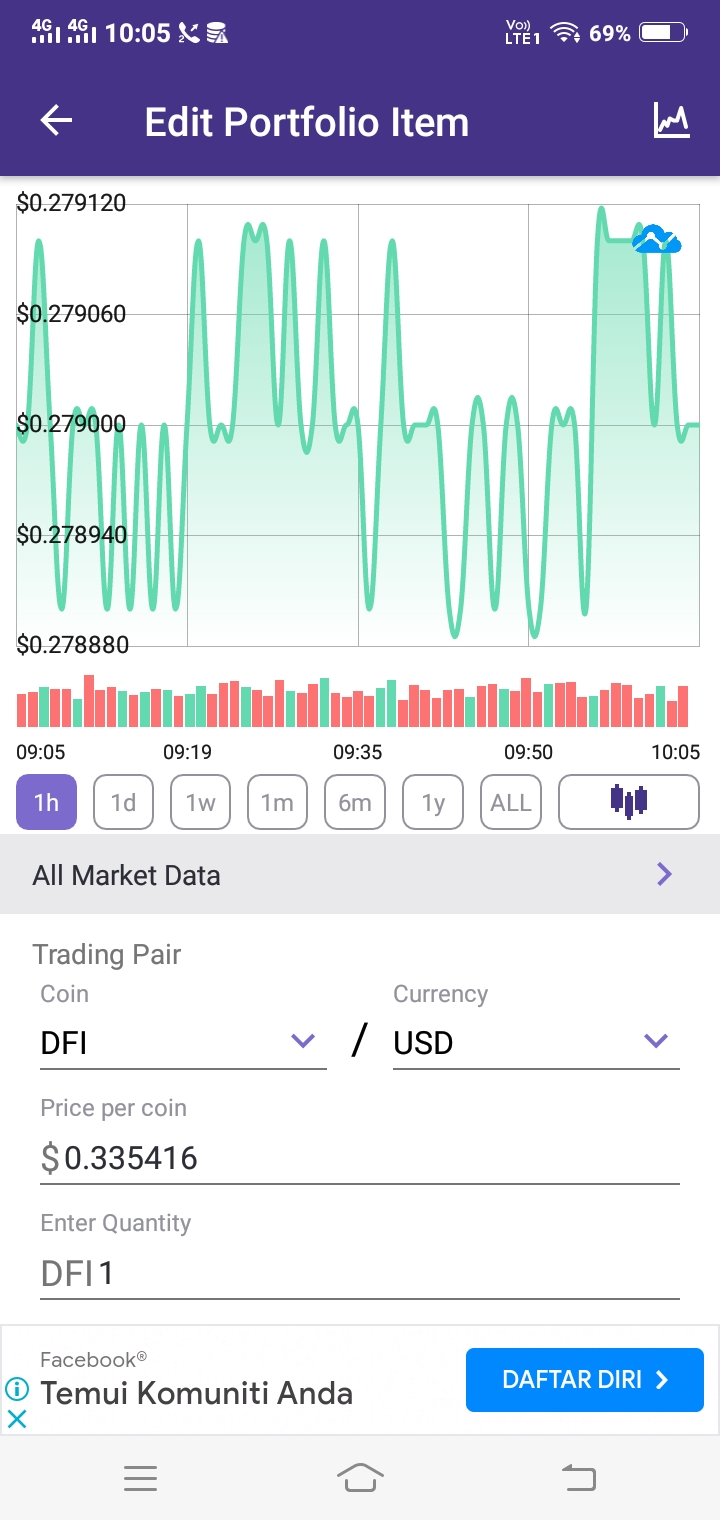 4G 4G 10:05 2 Vo)) LTE1 69%
Edit Portfolio Item
$0.279120
$0.279060
$0.279000
$0.278940
$0.278880
09:05 09:19 09:35 09:50 10:05
1h 1d 1w 1m 6m 1y ALL
All Market Data
Trading Pair
Coin Currency
DFI / USD
Price per coin
$0.335416
Enter Quantity
DFI 1
Facebook®
Temui Komuniti Anda
DAFTAR DIRI